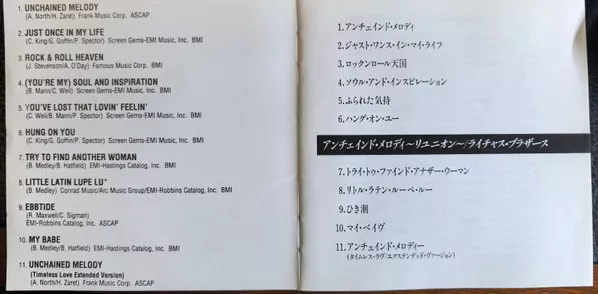 1. UNCHAINED MELODY
(A. North/H. Zaret) Frank Music Corp. ASCAP
2. JUST ONCE IN MY LIFE
(C. King/G. Goffin/P. Spector) Screen Gems-EMI Music, Inc. BMI
3. ROCK & ROLL HEAVEN
(J. Stevenson/A. O'Day) Famous Music Corp. BMI
4. (YOU'RE MY) SOUL AND INSPIRATION
(B. Mann/C. Weil) Screen Gems-EMI Music, Inc. BMI
5. YOU'VE LOST THAT LOVIN' FEELIN'
(C. Weil/B. Mann/P. Spector) Screen Gems-EMI Music, Inc. BMI
6. HUNG ON YOU
(C. King/G. Goffin/P. Spector) Screen Gems-EMI Music, Inc. BMI
7. TRY TO FIND ANOTHER WOMAN
(B. Medley/B. Hatfield) EMI-Hastings Catalog, Inc. BMI
8. LITTLE LATIN LUPE LU*
(B. Medley) Conrad Music/Arc Music Group/EMI-Robbins Catalog, Inc. BMI
9. EBBTIDE
(R. Maxwell/C. Sigman)
EMI-Robbins Catalog, Inc. ASCAP
10. MY BABE
(B. Medley/B. Hatfield) EMI-Hastings Catalog, Inc. BMI
11. UNCHAINED MELODY
(Timeless Love Extended Version)
(A. North/H. Zaret) Frank Music Corp. ASCAP
1.アンチェインド・メロディ
2.ジャスト・ワンス・イン・マイ・ライフ
3.ロックンロール天国
4.ソウル・アンド・インスピレーション
5.ふられた気持
6.ハング・オン・ユー
アンチェインド・メロディ〜リユニオン〜/ライチャス・ブラザース
7.トライ・トゥ・ファインド・アナザー・ウーマン
8.リトル・ラテン・ルーペ・ルー
9.ひき潮
10.マイ・ベイヴ
11.アンチェインド・メロディー
(タイムレス・ラヴ・エクステンデッド・ヴァージョン)